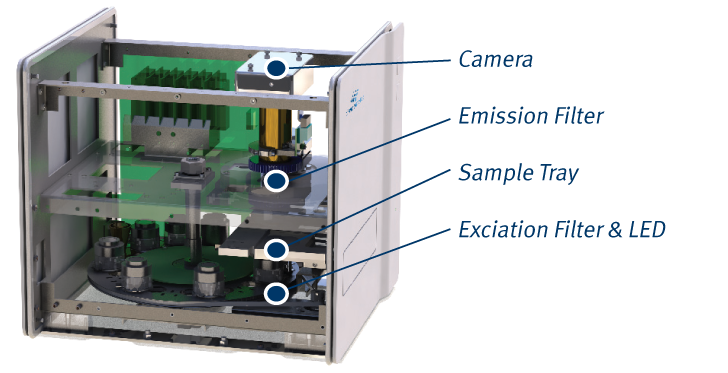 Camera
Emission Filter
Sample Tray
Exciation Filter & LED